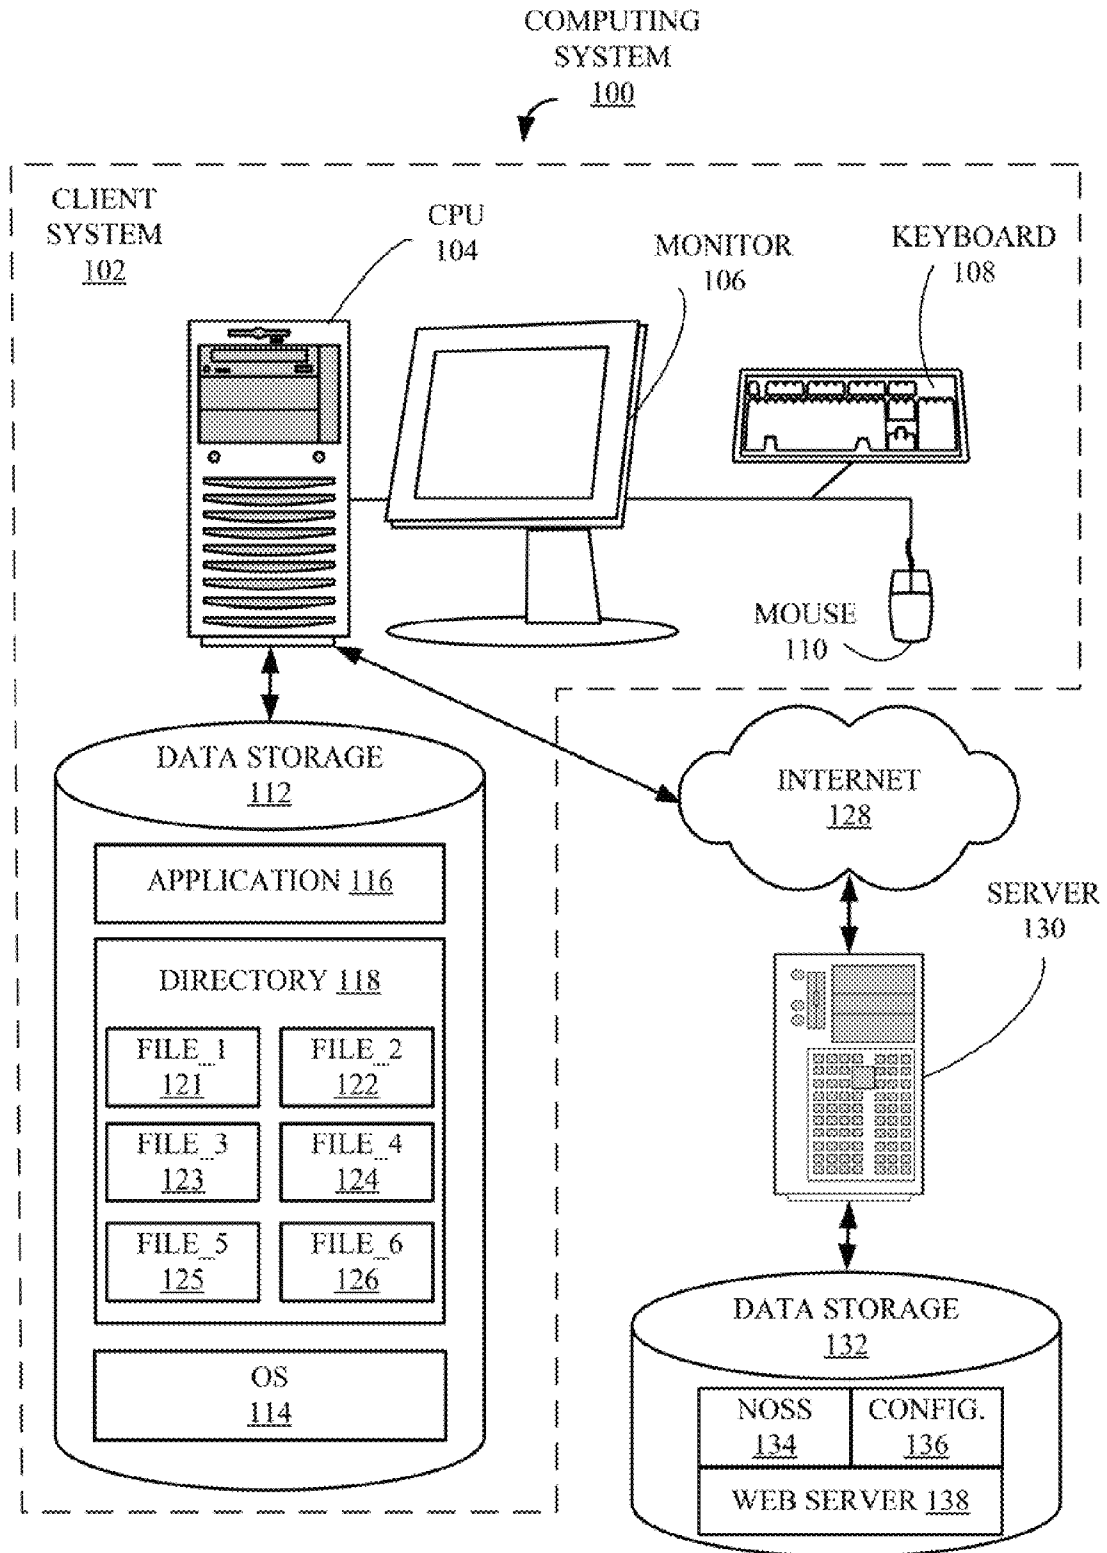 COMPUTING
SYSTEM
100
CLIENT
SYSTEM
102
CPU
104
MONITOR
106
KEYBOARD
108
MOUSE
110
DATA STORAGE
112
INTERNET
128
APPLICATION 116
SERVER
130
DIRECTORY 118
FILE_1
121
FILE_2
122
FILE_3
123
FILE_4
124
FILE_5
125
FILE_6
126
OS
114
DATA STORAGE
132
NOSS
134
CONFIG.
136
WEB SERVER 138